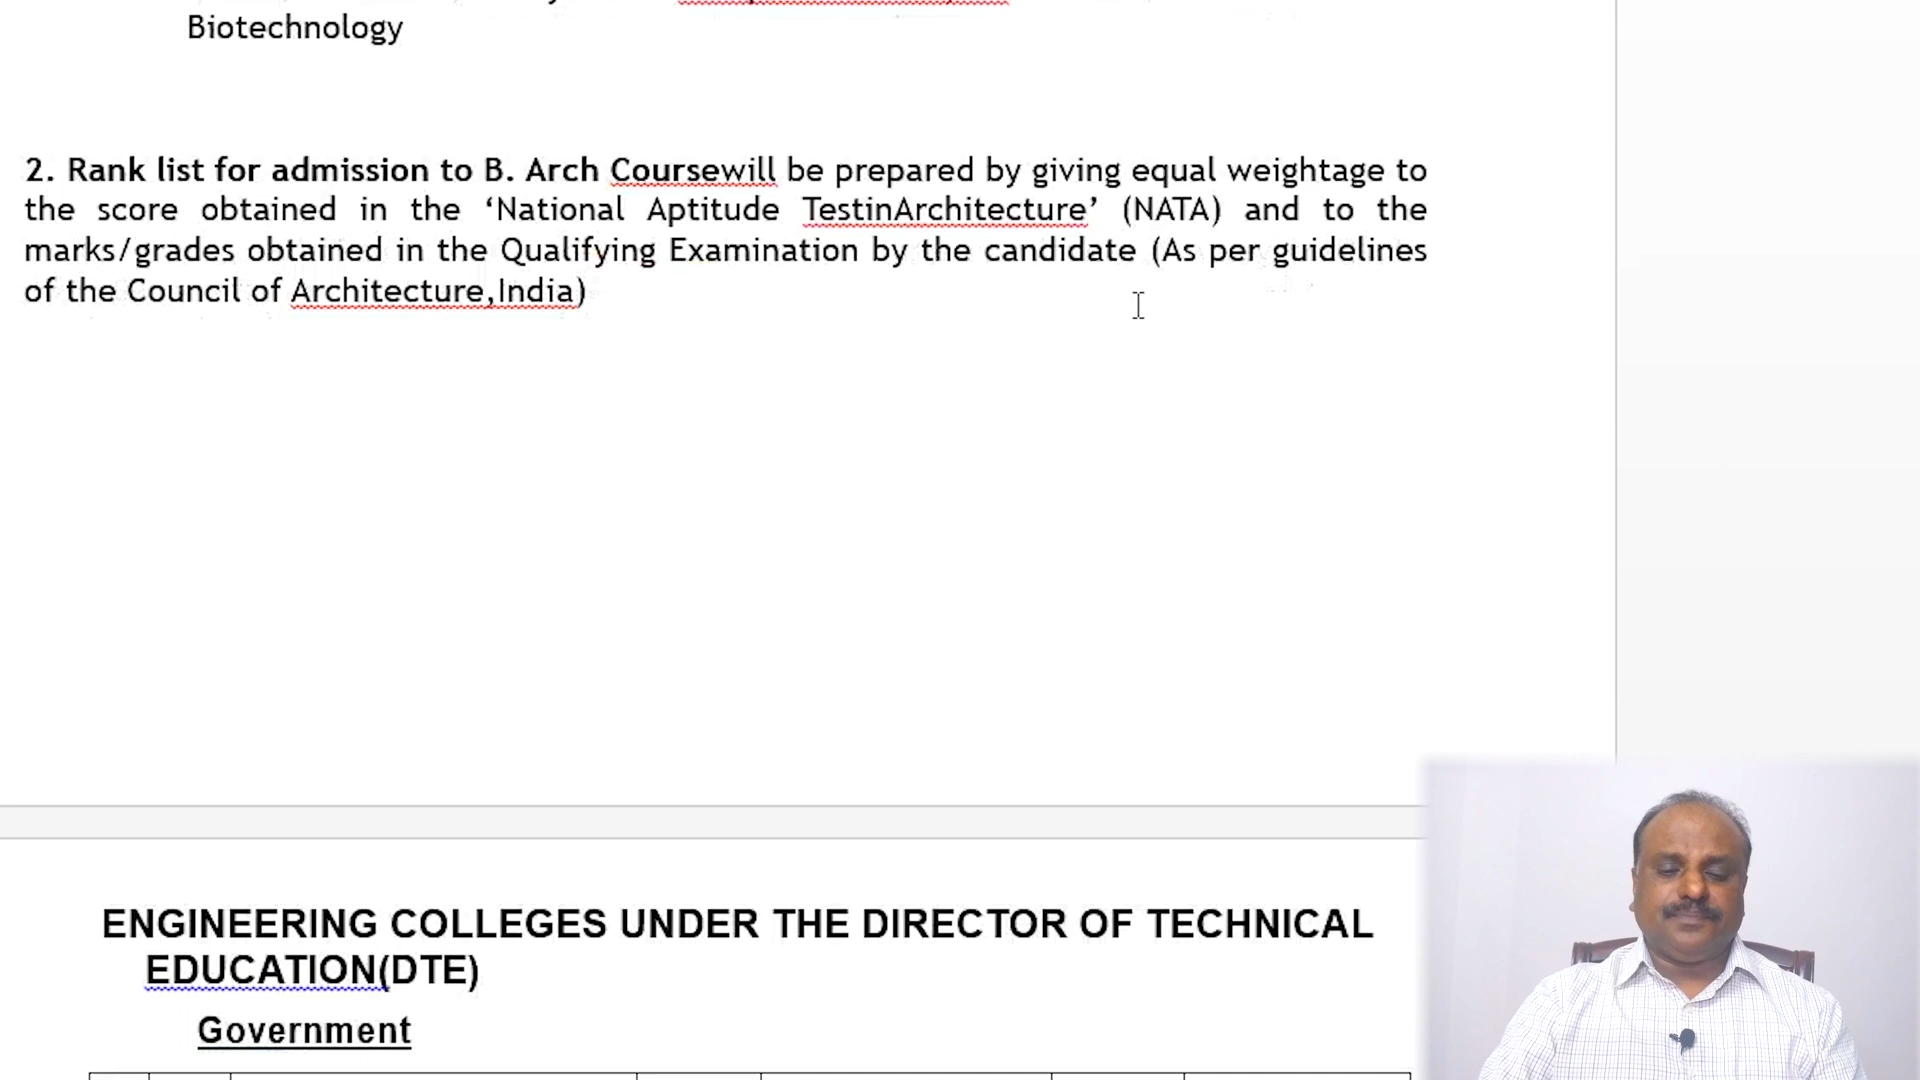 Biotechnology
2. Rank list for admission to B. Arch Coursewill be prepared by giving equal weightage to
the score obtained in the ‘National Aptitude TestinArchitecture’ (NATA) and to the
marks/grades obtained in the Qualifying Examination by the candidate (As per guidelines
of the Council of Architecture,India)
ENGINEERING COLLEGES UNDER THE DIRECTOR OF TECHNICAL
EDUCATION(DTE)
Government